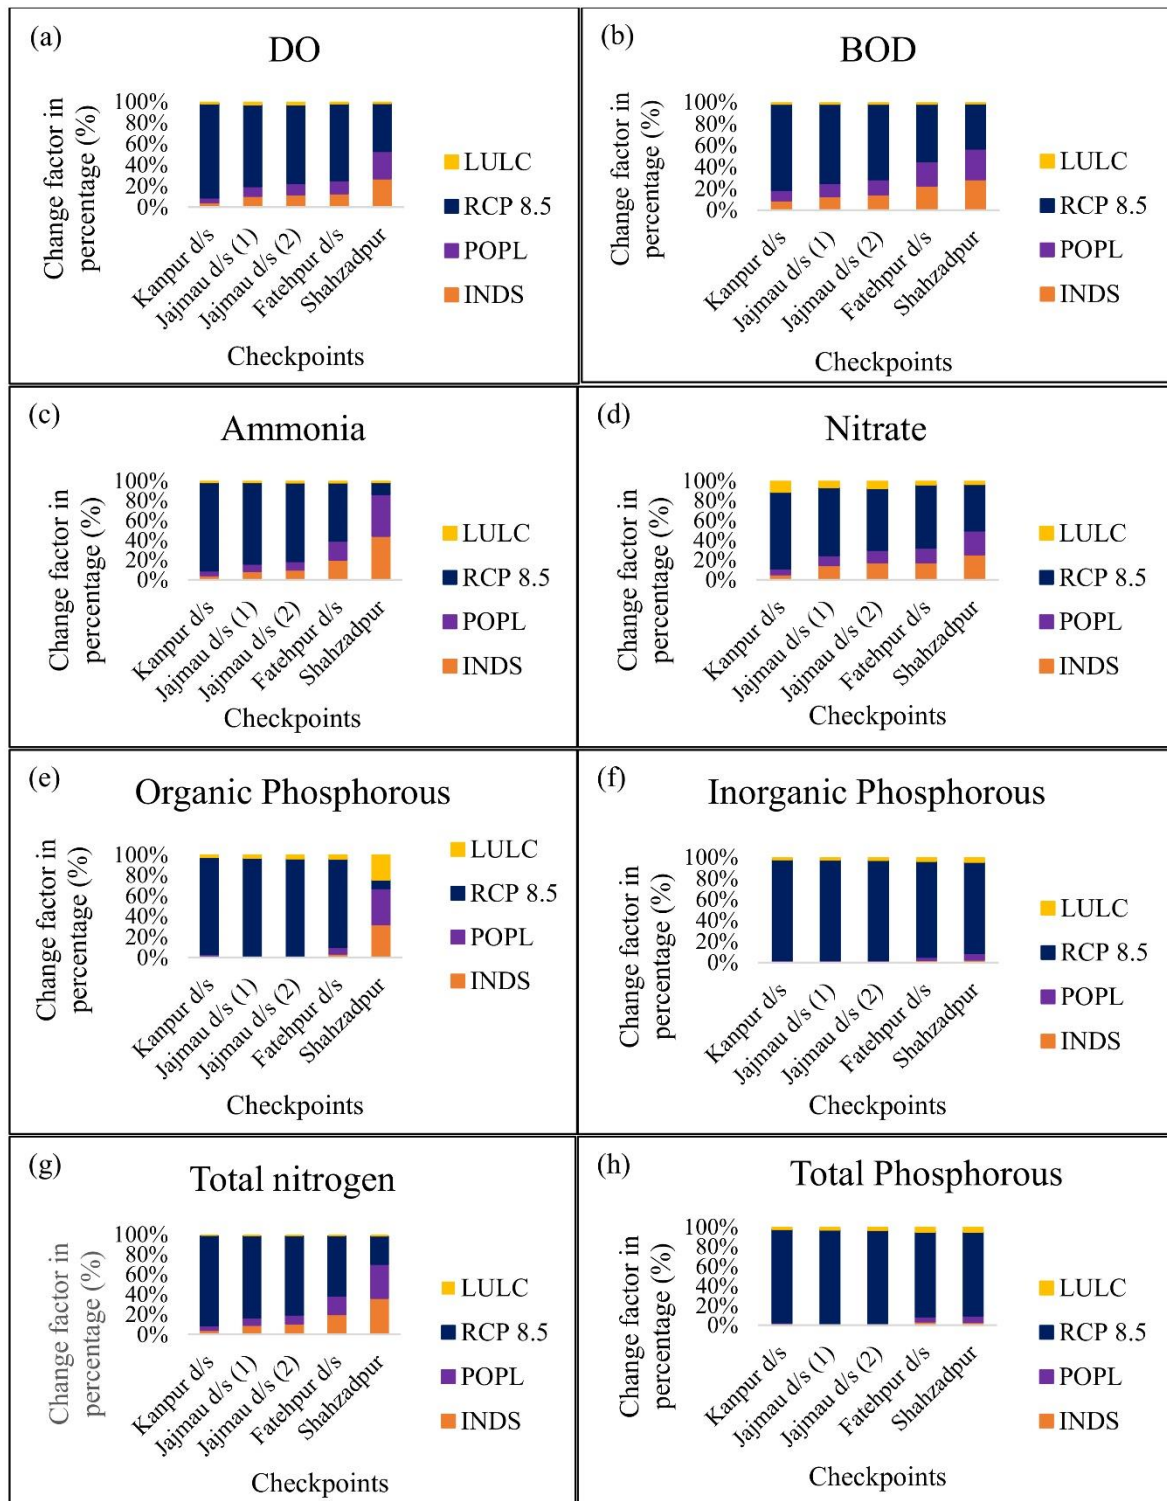 (a)
DO
Change factor in
percentage (%)
100%
80%
60%
40%
20%
0%
Kanpur d/s
Jajmau d/s (1)
Jajmau d/s (2)
Fatehpur d/s
Shahzadpur
Checkpoints
LULC
RCP 8.5
POPL
INDS
(b)
BOD
Change factor in
percentage (%)
100%
80%
60%
40%
20%
0%
Kanpur d/s
Jajmau d/s (1)
Jajmau d/s (2)
Fatehpur d/s
Shahzadpur
Checkpoints
LULC
RCP 8.5
POPL
INDS
(c)
Ammonia
Change factor in
percentage (%)
100%
80%
60%
40%
20%
0%
Kanpur d/s
Jajmau d/s (1)
Jajmau d/s (2)
Fatehpur d/s
Shahzadpur
Checkpoints
LULC
RCP 8.5
POPL
INDS
(d)
Nitrate
Change factor in
percentage (%)
100%
80%
60%
40%
20%
0%
Kanpur d/s
Jajmau d/s (1)
Jajmau d/s (2)
Fatehpur d/s
Shahzadpur
Checkpoints
LULC
RCP 8.5
POPL
INDS
(e)
Organic Phosphorous
Change factor in
percentage (%)
100%
80%
60%
40%
20%
0%
Kanpur d/s
Jajmau d/s (1)
Jajmau d/s (2)
Fatehpur d/s
Shahzadpur
Checkpoints
LULC
RCP 8.5
POPL
INDS
(f)
Inorganic Phosphorous
Change factor in
percentage (%)
100%
80%
60%
40%
20%
0%
Kanpur d/s
Jajmau d/s (1)
Jajmau d/s (2)
Fatehpur d/s
Shahzadpur
Checkpoints
LULC
RCP 8.5
POPL
INDS
(g)
Total nitrogen
Change factor in
percentage (%)
100%
80%
60%
40%
20%
0%
Kanpur d/s
Jajmau d/s (1)
Jajmau d/s (2)
Fatehpur d/s
Shahzadpur
Checkpoints
LULC
RCP 8.5
POPL
INDS
(h)
Total Phosphorous
Change factor in
percentage (%)
100%
80%
60%
40%
20%
0%
Kanpur d/s
Jajmau d/s (1)
Jajmau d/s (2)
Fatehpur d/s
Shahzadpur
Checkpoints
LULC
RCP 8.5
POPL
INDS